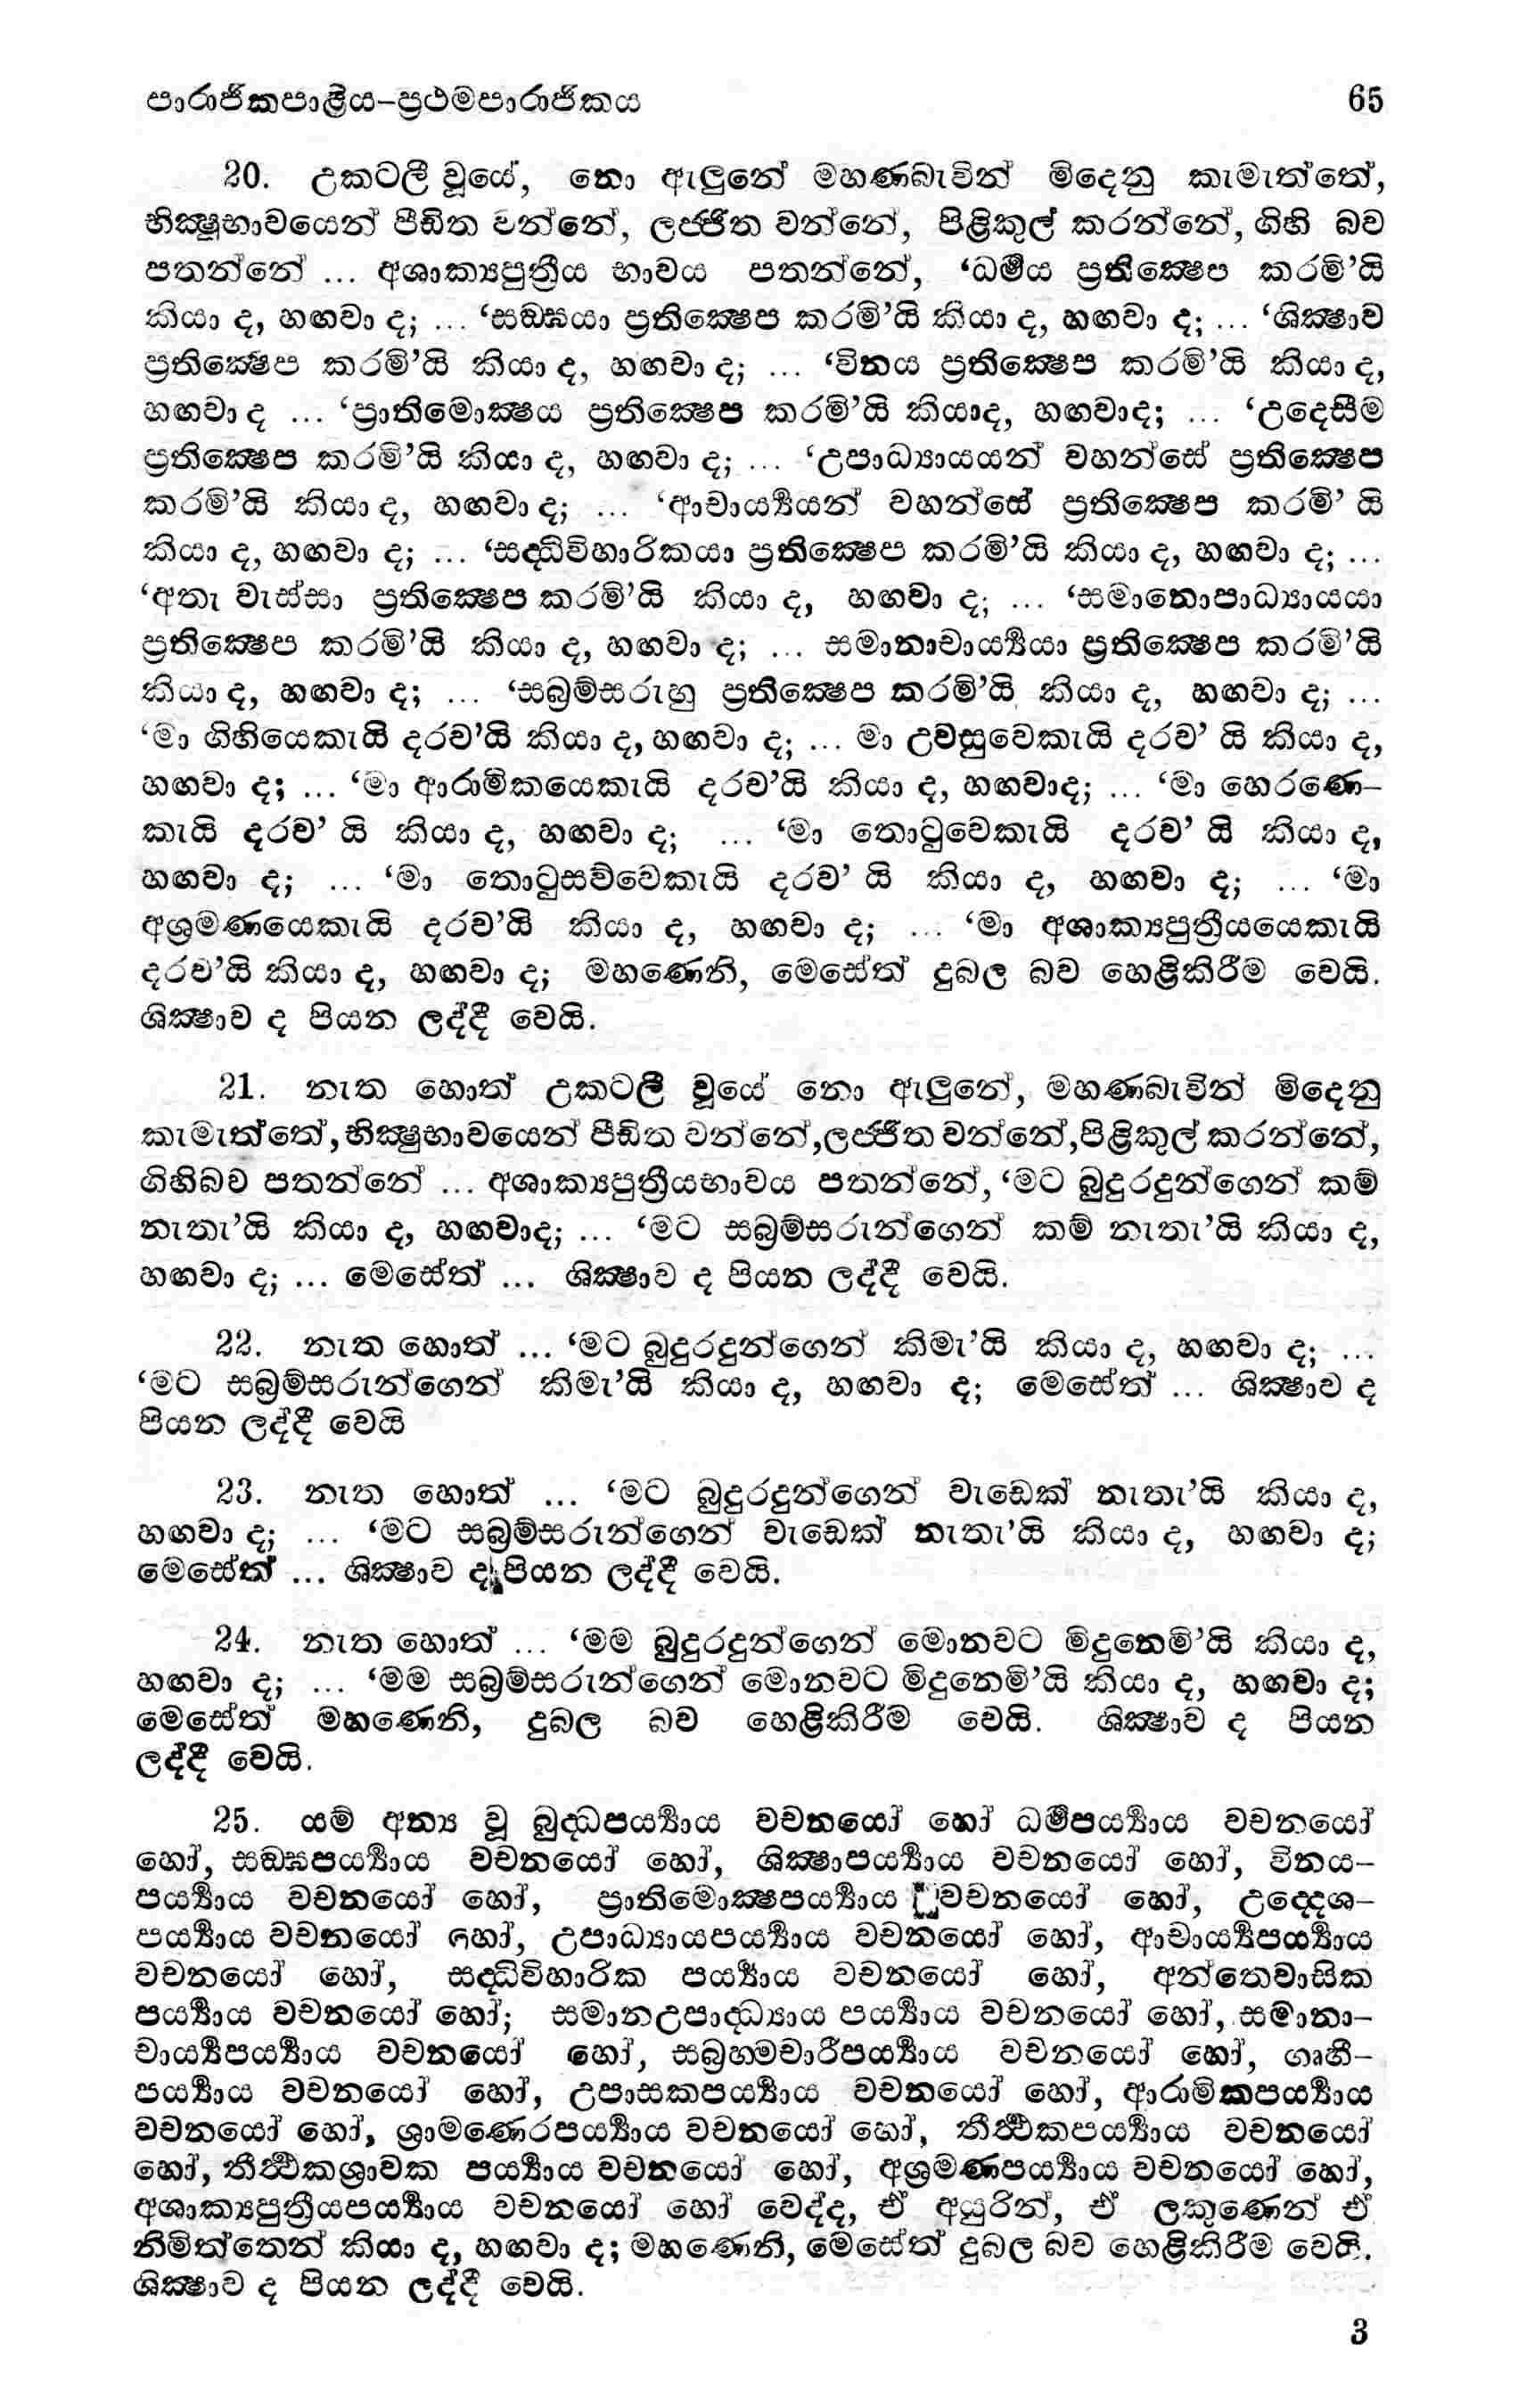 පාරාජිකපාළිය–ප්‍රථමපාරාජිකය 65
20. උකටලී වූයේ, නො ඇලුනේ මහණබැවින් මිදෙනු කැමැත්තේ,
භික්‍ෂුභාවයෙන් පීඩිත වන්නේ, ලජ්ජිත වන්නේ, පිළිකුල් කරන්නේ, ගිහි බව
පතන්නේ ... අශාක්‍යපුත්‍රීය භාවය පතන්නේ, ‘ධර්‍මය ප්‍රතික්‍ෂෙප කරමි’යි
කියා ද, හඟවා ද; ... ‘සඞ්ඝයා ප්‍රතික්‍ෂෙප කරමි’යි කියා ද, හඟවා ද; ... ‘ශික්‍ෂාව
ප්‍රතික්‍ෂෙප කරමි’යි කියා ද, හඟවා ද; ... ‘විනය ප්‍රතික්‍ෂෙප කරමි’යි කියා ද,
හඟවා ද ... ‘ප්‍රාතිමොක්‍ෂය ප්‍රතික්‍ෂෙප කරමි’යි කියාද, හඟවාද; ... ‘උදෙසීම
ප්‍රතික්‍ෂෙප කරමි’යි කියා ද, හඟවා ද; ... ‘උපාධ්‍යායයන් වහන්සේ ප්‍රතික්‍ෂෙප
කරමි’යි කියා ද, හඟවා ද; ... ‘ආචාර්‍ය්‍යයන් වහන්සේ ප්‍රතික්‍ෂෙප කරමි’ යි
කියා ද, හඟවා ද; ... ‘සද්ධිවිහාරිකයා ප්‍රතික්‍ෂෙප කරමි’යි කියා ද, හඟවා ද; ...
‘අතැ වැස්සා ප්‍රතික්‍ෂෙප කරමි’යි කියා ද, හඟවා ද; ... ‘සමානොපාධ්‍යායයා
ප්‍රතික්‍ෂෙප කරමි’යි කියා ද, හඟවා ද; ... සමානාචාර්‍ය්‍යයා ප්‍රතික්‍ෂෙප කරමි’යි
කියා ද, හඟවා ද; ... ‘සබ්‍රම්සරුහු ප්‍රතික්‍ෂෙප කරමි’යි කියා ද, හඟවා ද; ...
‘මා ගිහියෙකැයි දරව’යි කියා ද, හඟවා ද; ... මා උවසුවෙකැයි දරව’ යි කියා ද,
හඟවා ද; ... ‘මා ආරාමිකයෙකැයි දරව’යි කියා ද, හඟවාද; ... ‘මා හෙරණෙ–
කැයි දරව’ යි කියා ද, හඟවා ද; ... ‘මා තොටුවෙකැයි දරව’ යි කියා ද,
හඟවා ද; ... ‘මා තොටුසව්වෙකැයි දරව’ යි කියා ද, හඟවා ද; ... ‘මා
අශ්‍රමණයෙකැයි දරව’යි කියා ද, හඟවා ද; ... ‘මා අශාක්‍යපුත්‍රීයයෙකැයි
දරව’යි කියා ද, හඟවා ද; මහණෙනි, මෙසේත් දුබල බව හෙළිකිරීම වෙයි.
ශික්‍ෂාව ද පියන ලද්දී වෙයි.
21. නැත හොත් උකටලී වූයේ නො ඇලුනේ, මහණබැවින් මිදෙනු
කැමැත්තේ, භික්‍ෂුභාවයෙන් පීඩිත වන්නේ, ලජ්ජිත වන්නේ, පිළිකුල් කරන්නේ,
ගිහිබව පතන්නේ ... අශාක්‍යපුත්‍රීයභාවය පතන්නේ, ‘මට බුදුරදුන්ගෙන් කම්
නැතැ’යි කියා ද, හඟවාද; ... ‘මට සබ්‍රම්සරුන්ගෙන් කම් නැතැ’යි කියා ද,
හඟවා ද; ... මෙසේත් ... ශික්‍ෂාව ද පියන ලද්දී වෙයි.
22. නැත හොත් ... ‘මට බුදුරදුන්ගෙන් කිමැ’යි කියා ද, හඟවා ද; ...
‘මට සබ්‍රම්සරුන්ගෙන් කිමැ’යි කියා ද, හඟවා ද; මෙසේත් ... ශික්‍ෂාව ද
පියන ලද්දී වෙයි
23. නැත හොත් ... ‘මට බුදුරදුන්ගෙන් වැඩෙක් නැතැ’යි කියා ද,
හඟවා ද; ... ‘මට සබ්‍රම්සරුන්ගෙන් වැඩෙක් නැතැ’යි කියා ද, හඟවා ද;
මෙසේත් ... ශික්‍ෂාව ද පියන ලද්දී වෙයි.
24. නැත හොත් ... ‘මම බුදුරදුන්ගෙන් මොනවට මිදුනෙමි’යි කියා ද,
හඟවා ද; ... ‘මම සබ්‍රම්සරුන්ගෙන් මොනවට මිදුනෙමි’යි කියා ද, හඟවා ද;
මෙසේත් මහණෙනි, දුබල බව හෙළිකිරීම වෙයි. ශික්‍ෂාව ද පියන
ලද්දී වෙයි.
25. යම් අන්‍ය වූ බුද්ධපර්‍ය්‍යාය වචනයෝ හෝ ධර්‍මපර්‍ය්‍යාය වචනයෝ
හෝ, සඞ්ඝපර්‍ය්‍යාය වචනයෝ හෝ, ශික්‍ෂාපර්‍ය්‍යාය වචනයෝ හෝ, විනය–
පර්‍ය්‍යාය වචනයෝ හෝ, ප්‍රාතිමොක්‍ෂපර්‍ය්‍යාය වචනයෝ හෝ, උද්දෙශ–
පර්‍ය්‍යාය වචනයෝ හෝ, උපාධ්‍යායපර්‍ය්‍යාය වචනයෝ හෝ, ආචාර්‍ය්‍යපර්‍ය්‍යාය
වචනයෝ හෝ, සද්ධිවිහාරික පර්‍ය්‍යාය වචනයෝ හෝ, අන්තෙවාසික
පර්‍ය්‍යාය වචනයෝ හෝ; සමානඋපාද්ධ්‍යාය පර්‍ය්‍යාය වචනයෝ හෝ, සමානා–
චාර්‍ය්‍යපර්‍ය්‍යාය වචනයෝ හෝ, සබ්‍රහ්මචාරීපර්‍ය්‍යාය වචනයෝ හෝ, ගෘහී–
පර්‍ය්‍යාය වචනයෝ හෝ, උපාසකපර්‍ය්‍යාය වචනයෝ හෝ, ආරාමිකපර්‍ය්‍යාය
වචනයෝ හෝ, ශ්‍රාමණෙරපර්‍ය්‍යාය වචනයෝ හෝ, තීර්‍ත්‍ථකපර්‍ය්‍යාය වචනයෝ
හෝ, තීර්‍ත්‍ථකශ්‍රාවක පර්‍ය්‍යාය වචනයෝ හෝ, අශ්‍රමණපර්‍ය්‍යාය වචනයෝ හෝ,
අශාක්‍යපුත්‍රීයපර්‍ය්‍යාය වචනයෝ හෝ වෙද්ද, ඒ අයුරින්, ඒ ලකුණෙන් ඒ
නිමිත්තෙන් කියා ද, හඟවා ද; මහණෙනි, මෙසේත් දුබල බව හෙළිකිරීම වෙයි.
ශික්‍ෂාව ද පියන ලද්දී වෙයි.
3